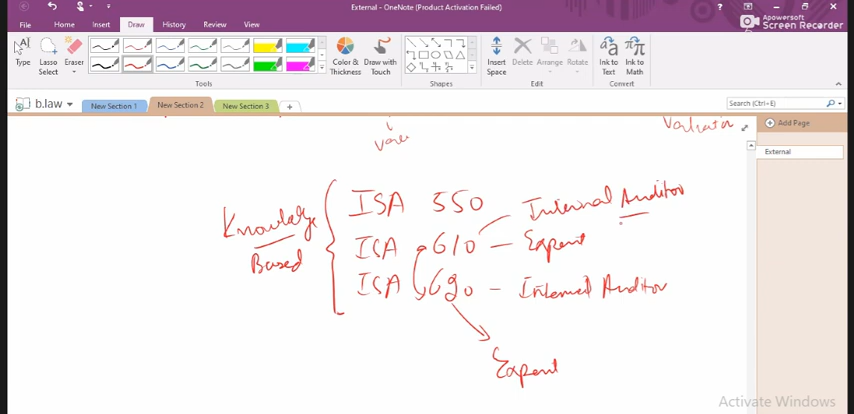 External - OneNote (Product Activation Failed)
Apowersoft
Screen Recorder
File Home Insert Draw History Review View
Type Lasso Select Eraser Color & Thickness Draw with Touch Insert Space Delete Arrange Rotate Ink to Text Ink to Math
Tools Shapes Edit Convert
b.law New Section 1 New Section 2 New Section 3 Search (Ctrl+E)
Add Page
External
Knowledge Based
ISA 550
Internal Auditor
ISA 610 - Expert
ISA 620 - Internal Auditor
Expert
Activate Windows